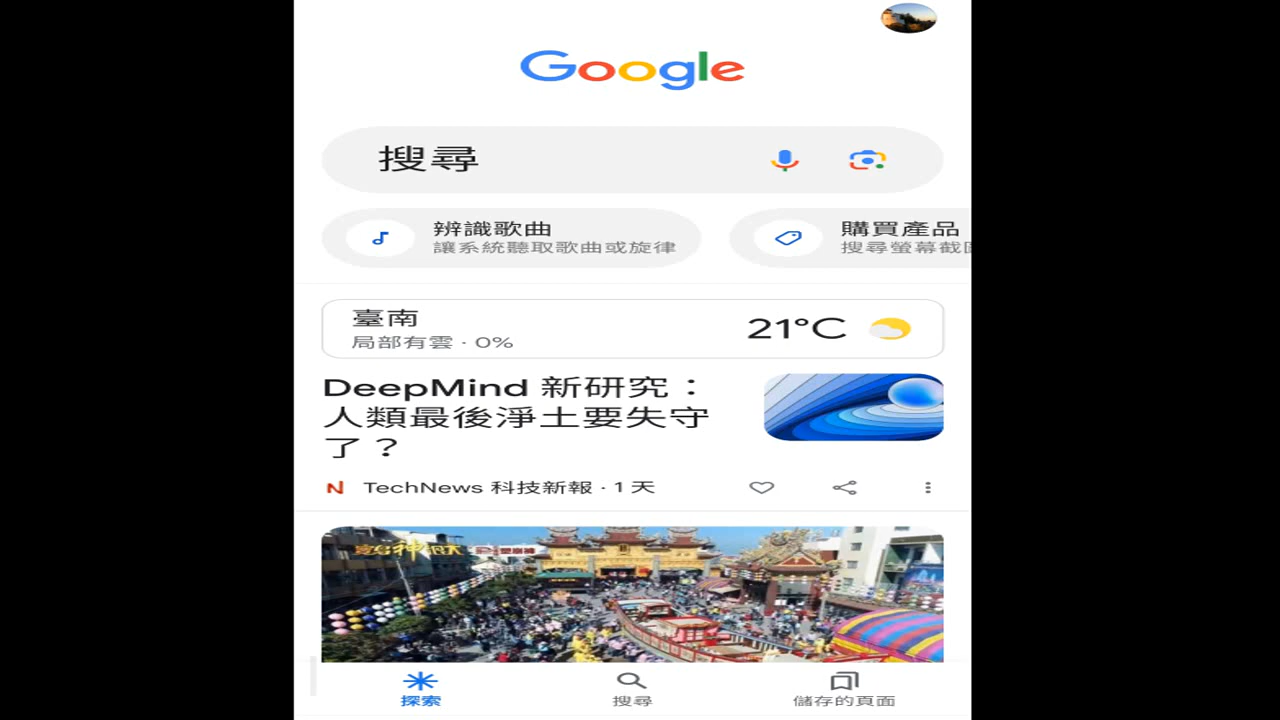 Google
搜尋
辨識歌曲
讓系統聽取歌曲或旋律
購買產品
搜尋螢幕截
臺南
局部有雲 · 0%
21°C
DeepMind 新研究：
人類最後淨土要失守
了？
N TechNews 科技新報 · 1 天
探索
搜尋
儲存的頁面